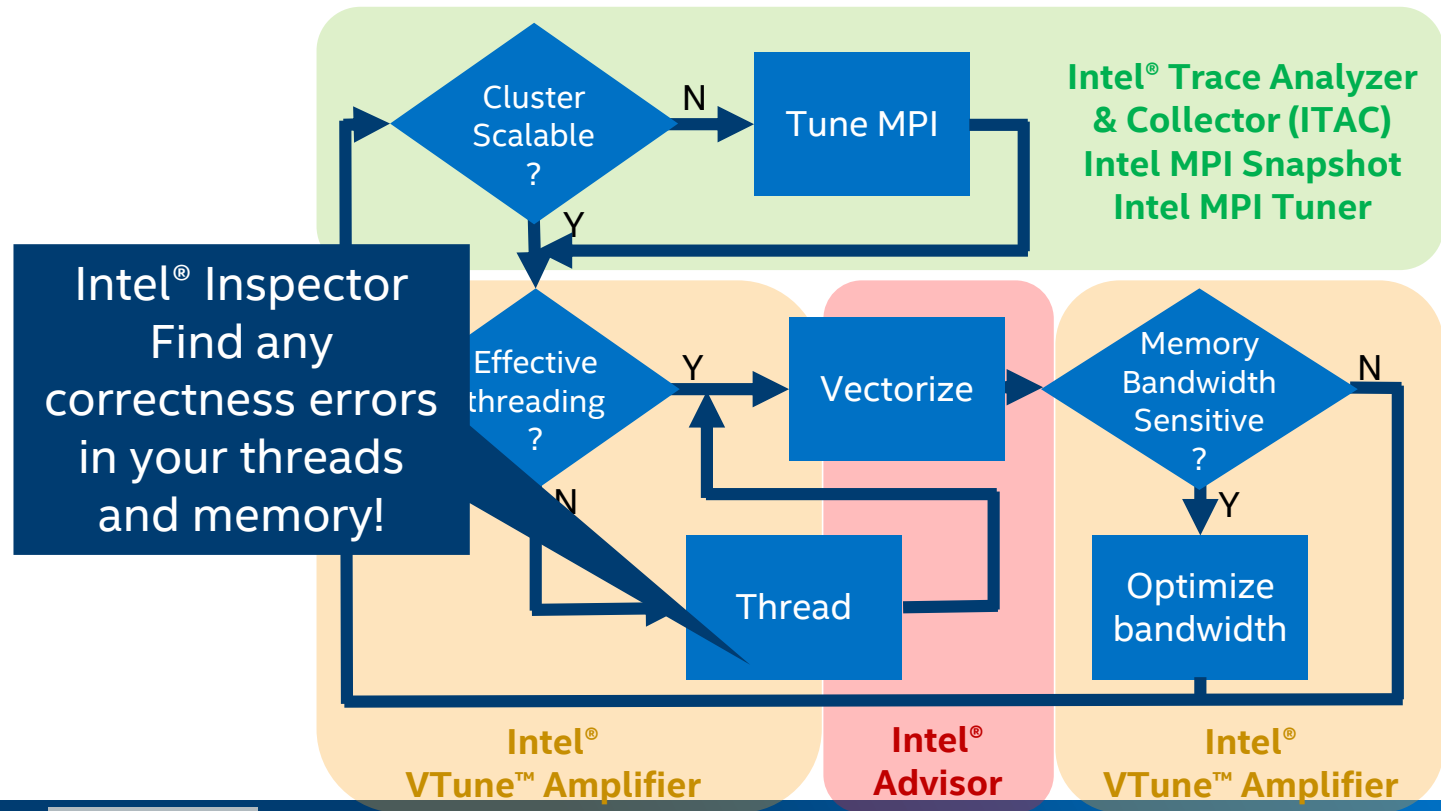 Cluster
Scalable
?
N
Tune MPI
Intel® Trace Analyzer
& Collector (ITAC)
Intel MPI Snapshot
Intel MPI Tuner
Y
Intel® Inspector
Find any
correctness errors
in your threads
and memory!
Effective
threading
?
Y
Vectorize
Memory
Bandwidth
Sensitive
?
N
N
Y
Thread
Optimize
bandwidth
Intel®
VTune™ Amplifier
Intel®
Advisor
Intel®
VTune™ Amplifier